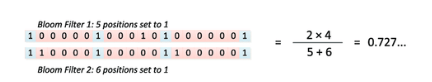 Bloom Filter 1: 5 positions set to 1
1 0 0 0 0 0 1 0 0 0 1 0 1 0 0 0 0 0 0 1
1 1 0 0 0 0 1 0 0 0 0 0 1 1 0 0 0 0 0 1
Bloom Filter 2: 6 positions set to 1
= 2 × 4 / 5 + 6 = 0.727...